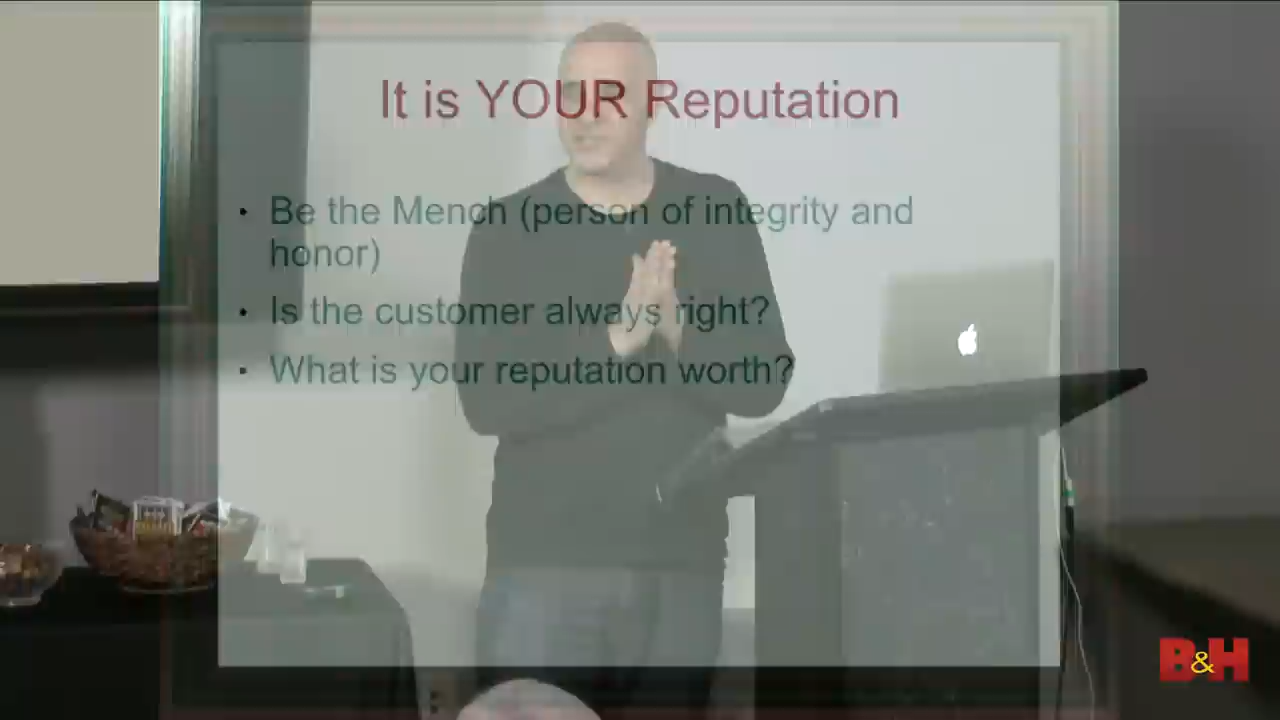 It is YOUR Reputation
• Be the Mench (person of integrity and
honor)
• Is the customer always right?
• What is your reputation worth?
B&H